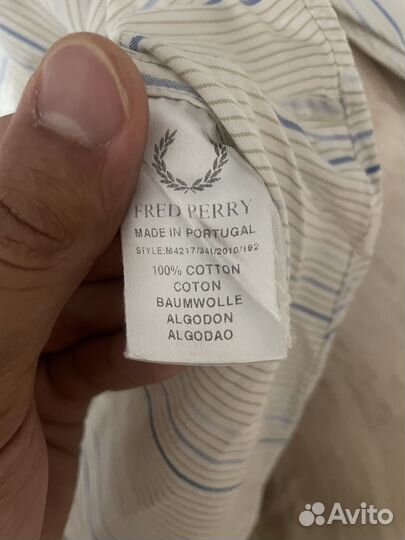 FRED PERRY
MADE IN PORTUGAL
STYLE:M4217/341/2010/192
100% COTTON
COTON
BAUMWOLLE
ALGODON
ALGODAO
Avito